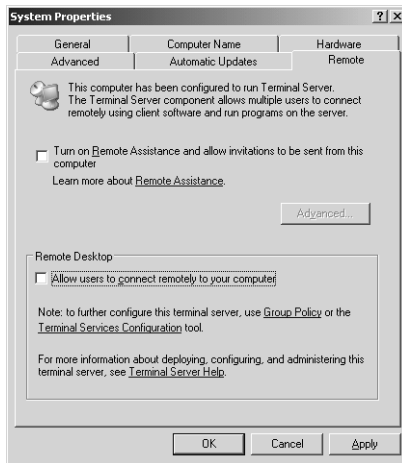 System Properties
? X
General
Computer Name
Hardware
Advanced
Automatic Updates
Remote
This computer has been configured to run Terminal Server.
The Terminal Server component allows multiple users to connect
remotely using client software and run programs on the server.
Turn on Remote Assistance and allow invitations to be sent from this
computer
Learn more about Remote Assistance.
Advanced...
Remote Desktop
Allow users to connect remotely to your computer
Note: to further configure this terminal server, use Group Policy or the
Terminal Services Configuration tool.
For more information about deploying, configuring, and administering this
terminal server, see Terminal Server Help.
OK
Cancel
Apply